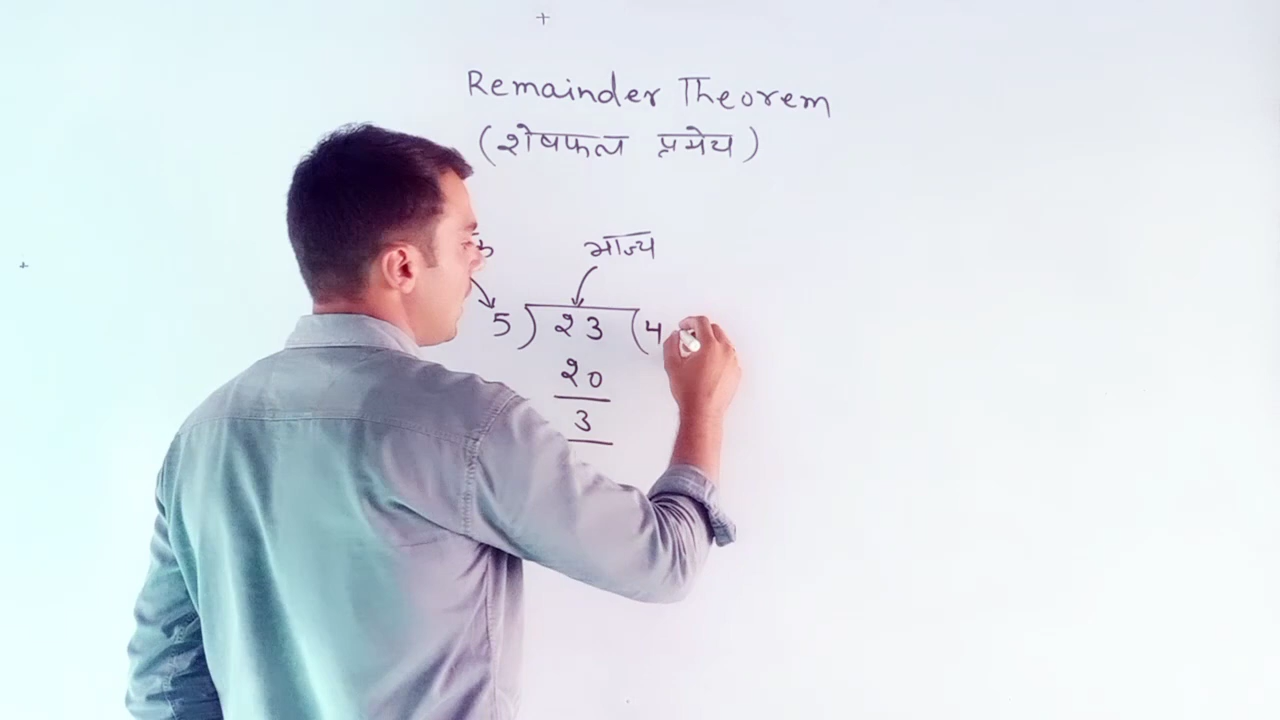 Remainder Theorem
(शेषफल प्रमेय)
भाज्य
5) 23 (4
20
3